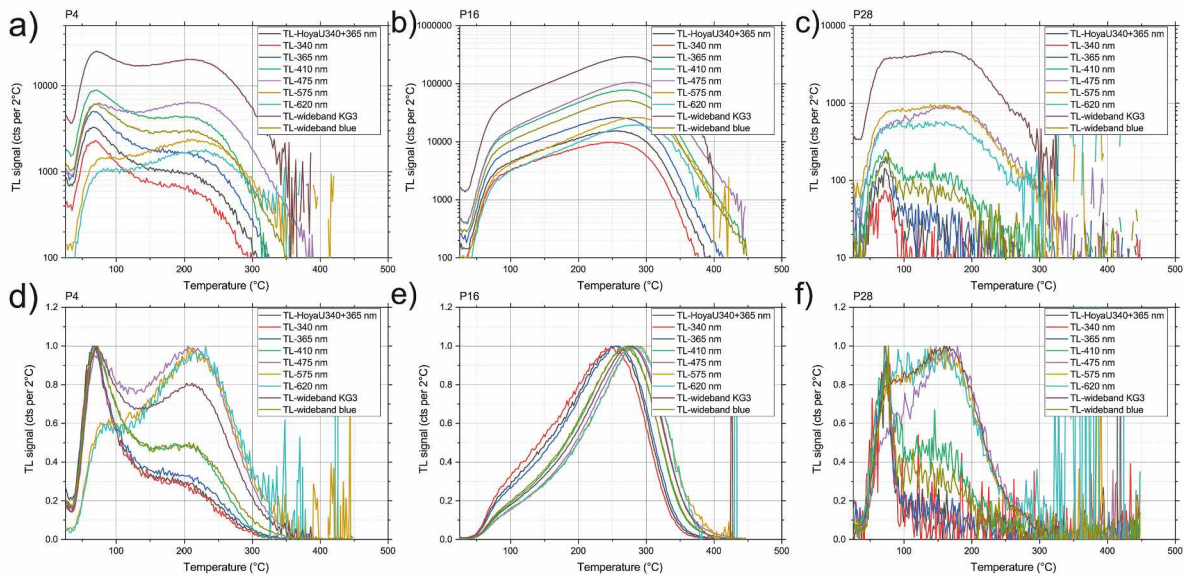 a)
P4
TL signal (cts per 2°C)
10000
1000
100
100 200 300 400 500
Temperature (°C)
TL-HoyaU340+365 nm
TL-340 nm
TL-365 nm
TL-410 nm
TL-475 nm
TL-575 nm
TL-620 nm
TL-wideband KG3
TL-wideband blue
b)
P16
TL signal (cts per 2°C)
1000000
100000
10000
1000
100
100 200 300 400 500
Temperature (°C)
TL-HoyaU340+365 nm
TL-340 nm
TL-365 nm
TL-410 nm
TL-475 nm
TL-575 nm
TL-620 nm
TL-wideband KG3
TL-wideband blue
c)
P28
TL signal (cts per 2°C)
10000
1000
100
10
100 200 300 400 500
Temperature (°C)
TL-HoyaU340+365 nm
TL-340 nm
TL-365 nm
TL-410 nm
TL-475 nm
TL-575 nm
TL-620 nm
TL-wideband KG3
TL-wideband blue
d)
P4
TL signal (cts per 2°C)
1.2
1.0
0.8
0.6
0.4
0.2
0.0
100 200 300 400 500
Temperature (°C)
TL-HoyaU340+365 nm
TL-340 nm
TL-365 nm
TL-410 nm
TL-475 nm
TL-575 nm
TL-620 nm
TL-wideband KG3
TL-wideband blue
e)
P16
TL signal (cts per 2°C)
1.2
1.0
0.8
0.6
0.4
0.2
0.0
100 200 300 400 500
Temperature (°C)
TL-HoyaU340+365 nm
TL-340 nm
TL-365 nm
TL-410 nm
TL-475 nm
TL-575 nm
TL-620 nm
TL-wideband KG3
TL-wideband blue
f)
P28
TL signal (cts per 2°C)
1.2
1.0
0.8
0.6
0.4
0.2
0.0
100 200 300 400 500
Temperature (°C)
TL-HoyaU340+365 nm
TL-340 nm
TL-365 nm
TL-410 nm
TL-475 nm
TL-575 nm
TL-620 nm
TL-wideband KG3
TL-wideband blue